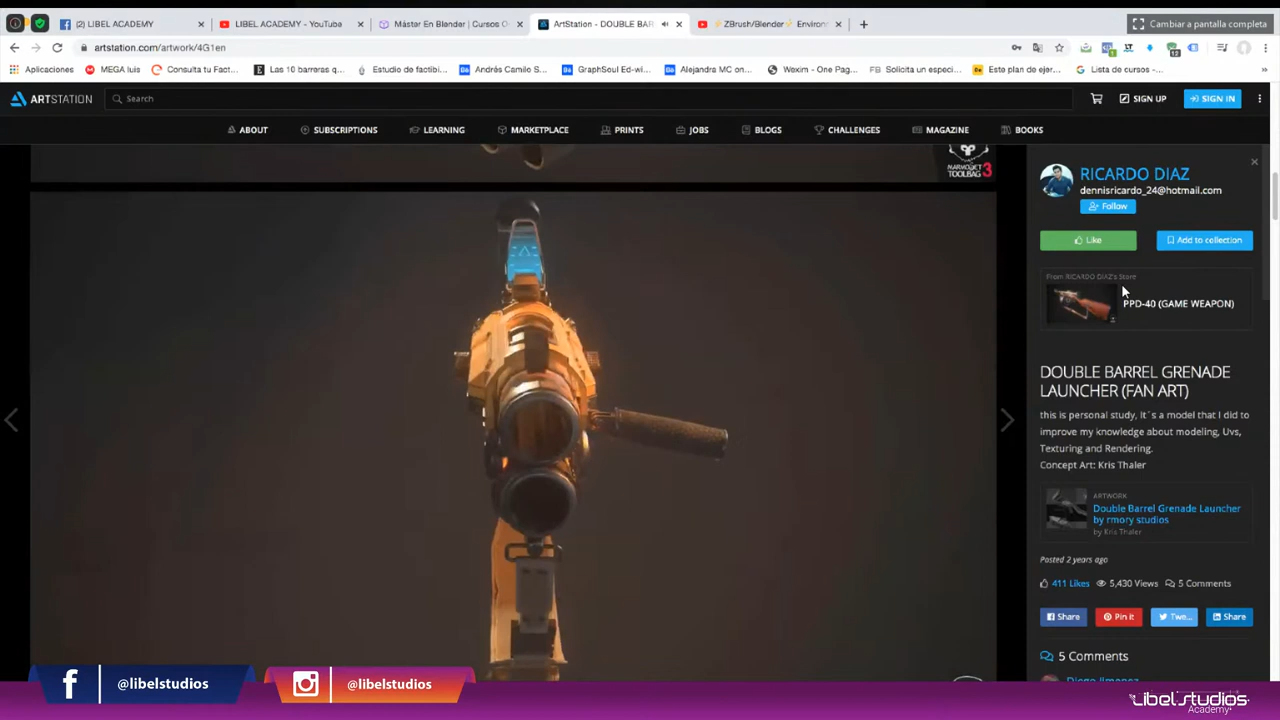 (2) LIBEL ACADEMY
LIBEL ACADEMY - YouTube
Máster En Blender | Cursos O
ArtStation - DOUBLE BAR
ZBrush/Blender Environ
Cambiar a pantalla completa
artstation.com/artwork/4G1en
Aplicaciones
MEGA luis
Consulta tu Fact...
Las 10 barreras q...
Estudio de factibi...
Andrés Camilo S...
GraphSoul Ed-wi...
Alejandra MC on...
Wexim - One Pag...
FB Solicita un especi...
Este plan de ejer...
Lista de cursos -...
ARTSTATION
Search
SIGN UP
SIGN IN
ABOUT
SUBSCRIPTIONS
LEARNING
MARKETPLACE
PRINTS
JOBS
BLOGS
CHALLENGES
MAGAZINE
BOOKS
MARMOSET
TOOLBAG 3
RICARDO DIAZ
dennisricardo_24@hotmail.com
Follow
Like
Add to collection
From RICARDO DIAZ's Store
PPD-40 (GAME WEAPON)
DOUBLE BARREL GRENADE
LAUNCHER (FAN ART)
this is personal study, it´s a model that I did to
improve my knowledge about modeling, Uvs,
Texturing and Rendering.
Concept Art: Kris Thaler
ARTWORK
Double Barrel Grenade Launcher
by rmory studios
by Kris Thaler
Posted 2 years ago
411 Likes
5,430 Views
5 Comments
Share
Pin it
Twe...
Share
5 Comments
Diego Jimenez
@libelstudios
@libelstudios
Libel Studios
Academy